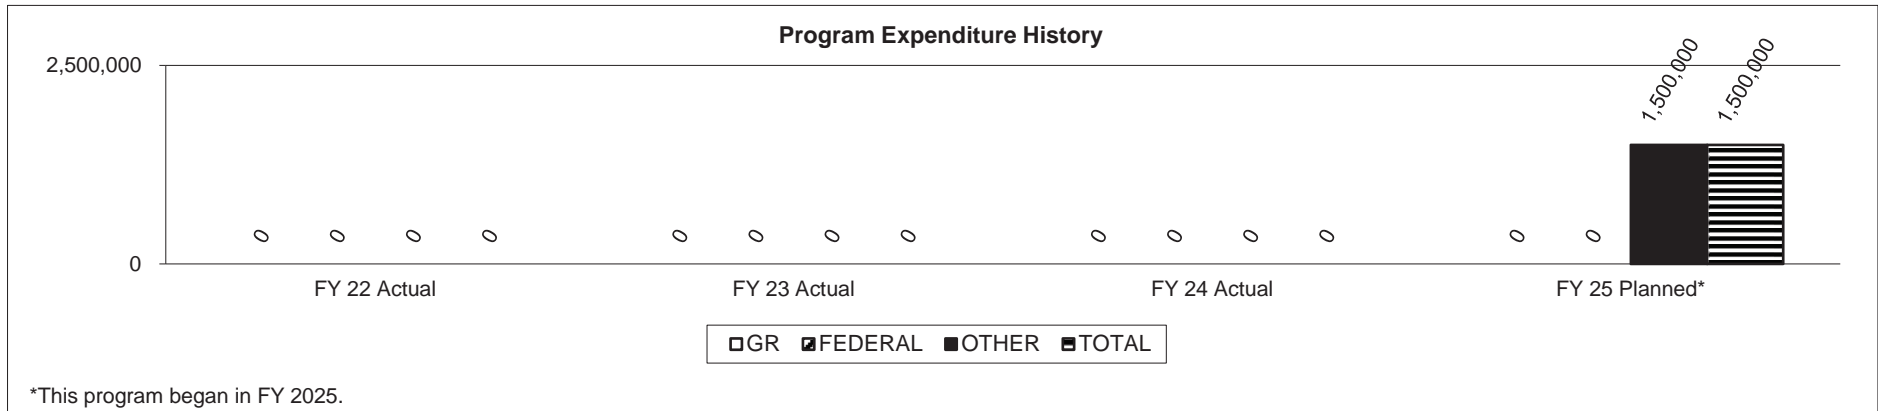 Program Expenditure History
2,500,000
1,500,000 1,500,000
0 0 0 0 0 0 0 0 0 0 0 0 0 0
0
FY 22 Actual FY 23 Actual FY 24 Actual FY 25 Planned*
GR FEDERAL OTHER TOTAL
*This program began in FY 2025.